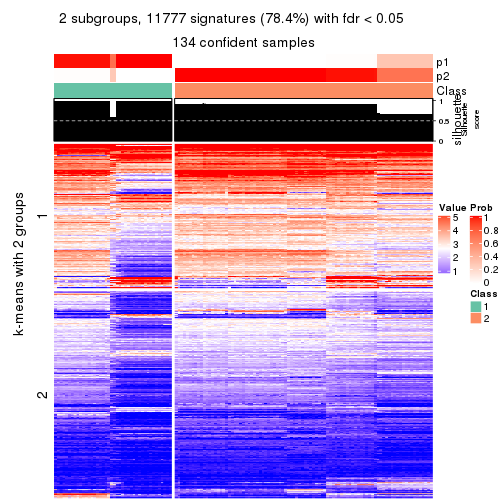 2 subgroups, 11777 signatures (78.4%) with fdr < 0.05
134 confident samples
p1
p2
Class
1
0.5
0
silhouette
Silhouette
score
k-means with 2 groups
1
2
Value
5
4
3
2
1
Prob
1
0.8
0.6
0.4
0.2
0
Class
1
2